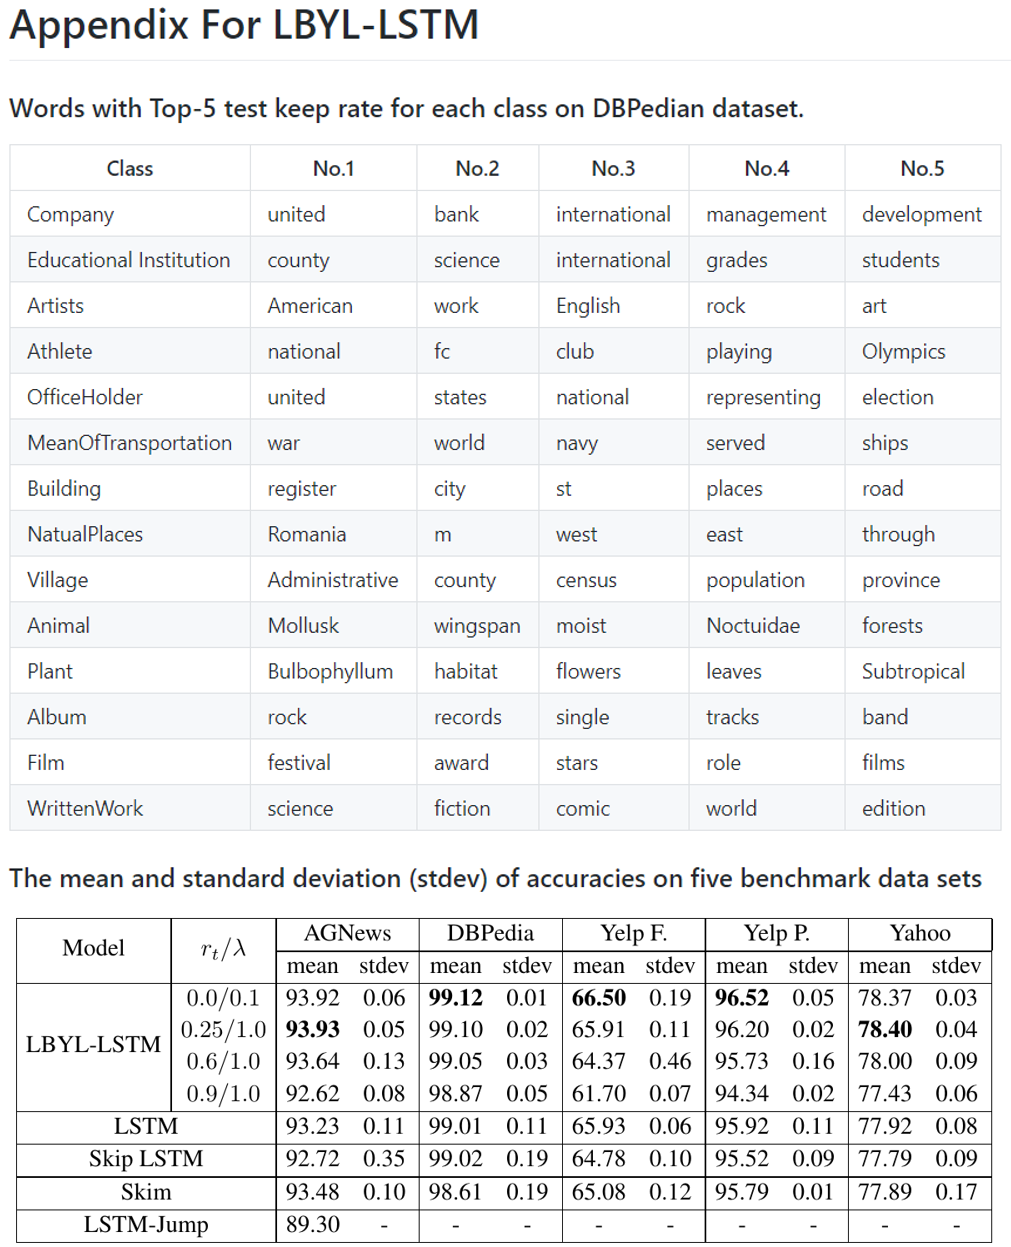 Appendix For LBYL-LSTM
Words with Top-5 test keep rate for each class on DBPedian dataset.
Class No.1 No.2 No.3 No.4 No.5
Company united bank international management development
Educational Institution county science international grades students
Artists American work English rock art
Athlete national fc club playing Olympics
OfficeHolder united states national representing election
MeanOfTransportation war world navy served ships
Building register city st places road
NatualPlaces Romania m west east through
Village Administrative county census population province
Animal Mollusk wingspan moist Noctuidae forests
Plant Bulbophyllum habitat flowers leaves Subtropical
Album rock records single tracks band
Film festival award stars role films
WrittenWork science fiction comic world edition
The mean and standard deviation (stdev) of accuracies on five benchmark data sets
Model r_t/λ AGNews DBPedia Yelp F. Yelp P. Yahoo
mean stdev mean stdev mean stdev mean stdev mean stdev
LBYL-LSTM 0.0/0.1 93.92 0.06 99.12 0.01 66.50 0.19 96.52 0.05 78.37 0.03
0.25/1.0 93.93 0.05 99.10 0.02 65.91 0.11 96.20 0.02 78.40 0.04
0.6/1.0 93.64 0.13 99.05 0.03 64.37 0.46 95.73 0.16 78.00 0.09
0.9/1.0 92.62 0.08 98.87 0.05 61.70 0.07 94.34 0.02 77.43 0.06
LSTM 93.23 0.11 99.01 0.11 65.93 0.06 95.92 0.11 77.92 0.08
Skip LSTM 92.72 0.35 99.02 0.19 64.78 0.10 95.52 0.09 77.79 0.09
Skim 93.48 0.10 98.61 0.19 65.08 0.12 95.79 0.01 77.89 0.17
LSTM-Jump 89.30 - - - - - - - - -